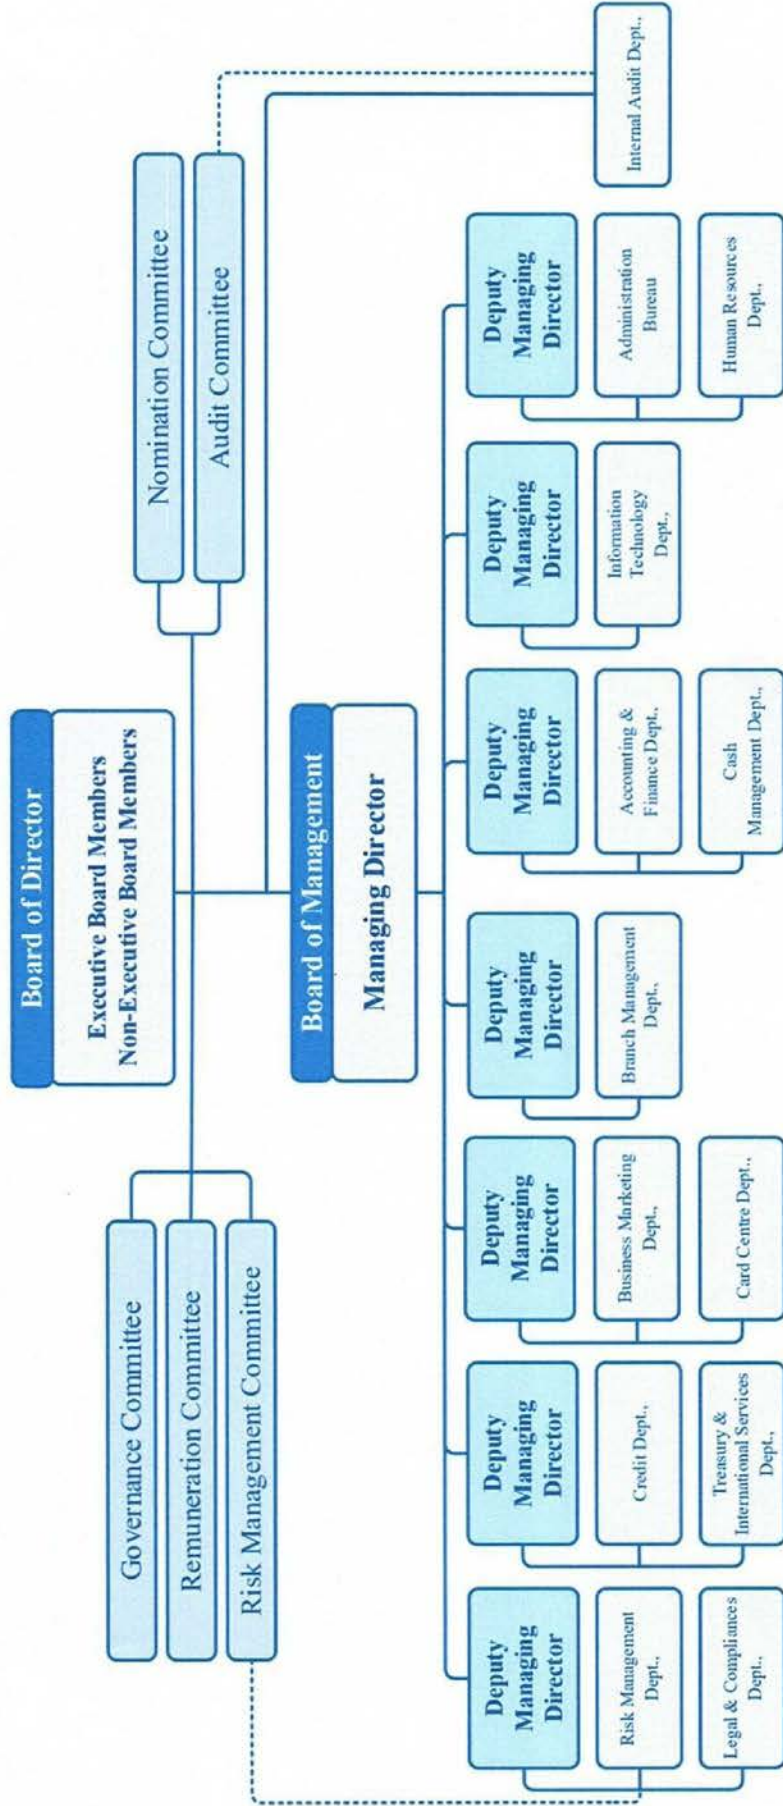 Board of Director
Executive Board Members
Non-Executive Board Members
Governance Committee
Remuneration Committee
Risk Management Committee
Nomination Committee
Audit Committee
Board of Management
Managing Director
Deputy
Managing
Director
Risk Management
Dept.,
Legal & Compliances
Dept.,
Deputy
Managing
Director
Credit Dept.,
Treasury &
International Services
Dept.,
Deputy
Managing
Director
Business Marketing
Dept.,
Card Centre Dept.,
Deputy
Managing
Director
Branch Management
Dept.,
Deputy
Managing
Director
Accounting &
Finance Dept.,
Cash
Management Dept.,
Deputy
Managing
Director
Information
Technology
Dept.,
Deputy
Managing
Director
Administration
Bureau
Human Resources
Dept.,
Internal Audit Dept.,